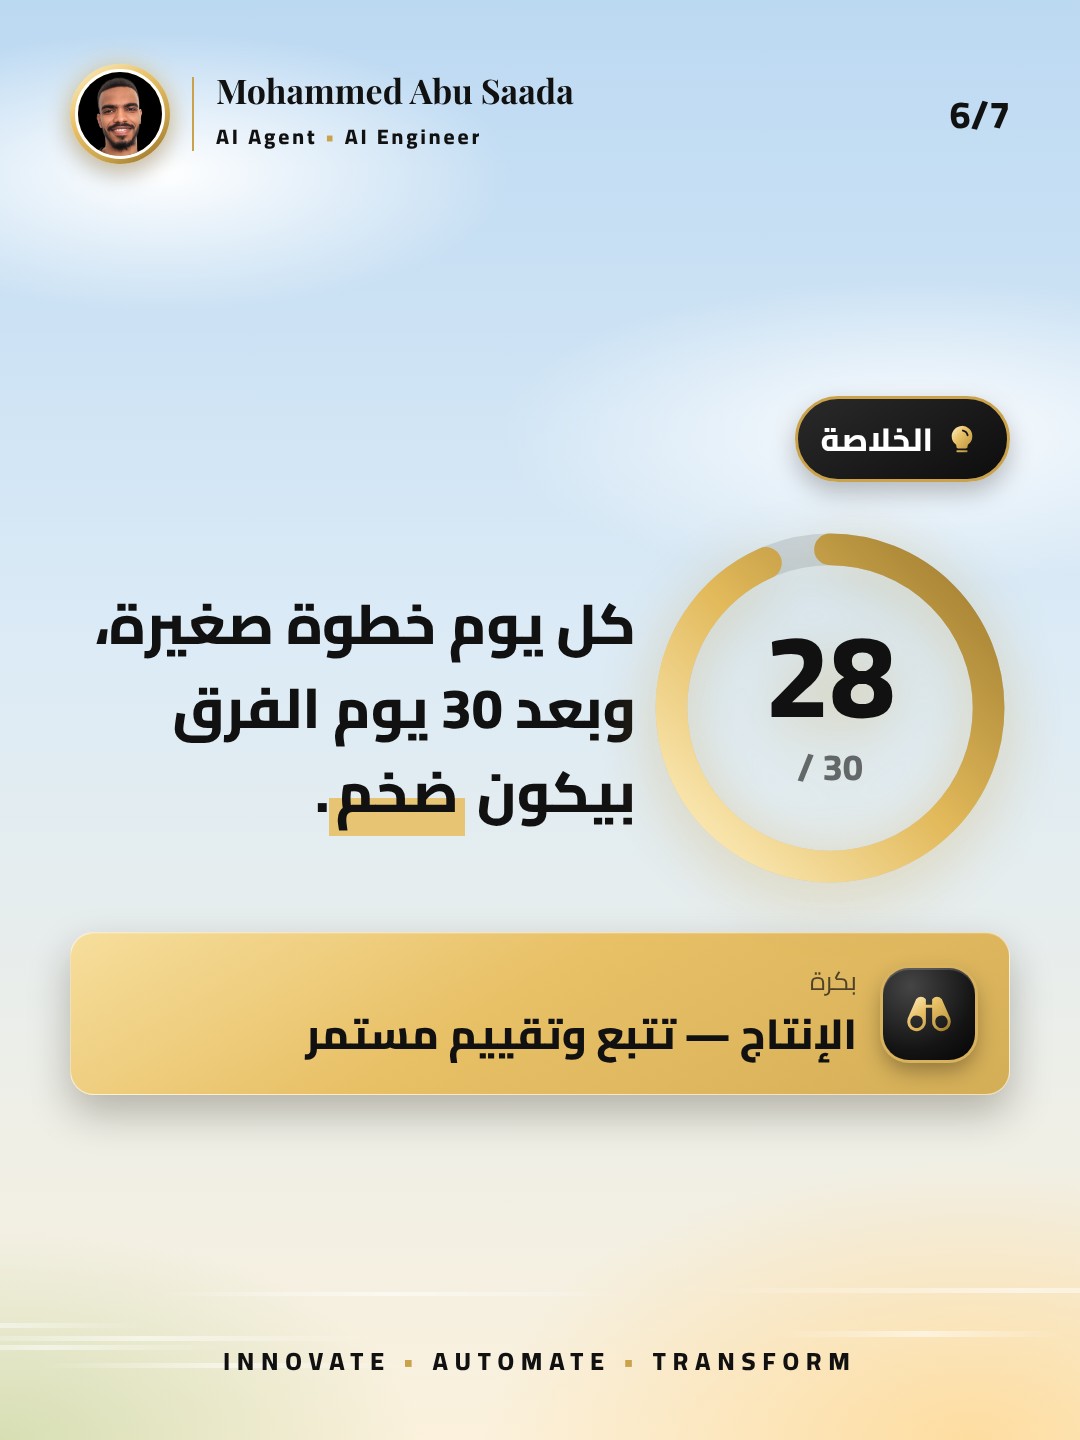 Mohammed Abu Saada
AI Agent ▪ AI Engineer
6/7
الخلاصة
28
/ 30
كل يوم خطوة صغيرة،
وبعد 30 يوم الفرق
بيكون ضخم.
بكرة
الإنتاج — تتبع وتقييم مستمر
INNOVATE ▪ AUTOMATE ▪ TRANSFORM